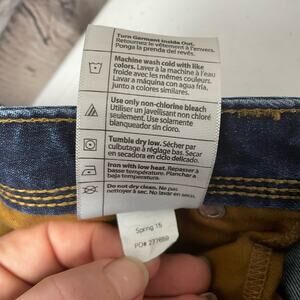 Turn Garment Inside Out.
Retournez le vêtement à l'envers.
Ponga la prenda del revés.
Machine wash cold with like
colors. Laver à la machine à l'eau
froide avec les mêmes couleurs.
Lavar a máquina con agua fría,
junto a colores similares.
Use only non-chlorine bleach
Utiliser un javellisant non chloré
seulement. Use solamente
blanqueador sin cloro.
Tumble dry low. Sécher par
culbutage à réglage bas. Secar
en secadora en ciclo delicado.
Iron with low heat. Repassage
à basse température. Planchar a
baja temperatura.
Do not dry clean. Ne pas
nettoyer à sec. No lavar en seco.
Spring 15
PO# 277659